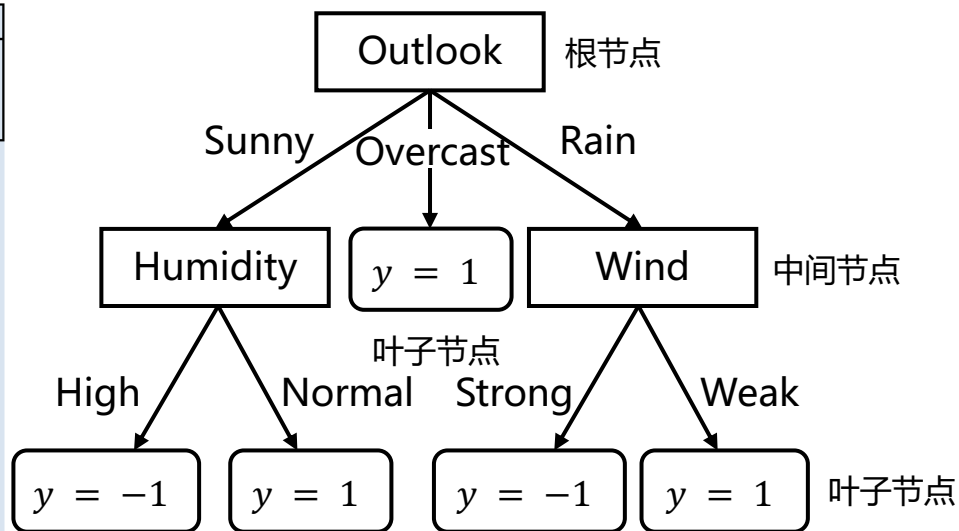 Outlook 根节点
Sunny Overcast Rain
Humidity y = 1 Wind 中间节点
叶子节点
High Normal Strong Weak
y = −1 y = 1 y = −1 y = 1 叶子节点